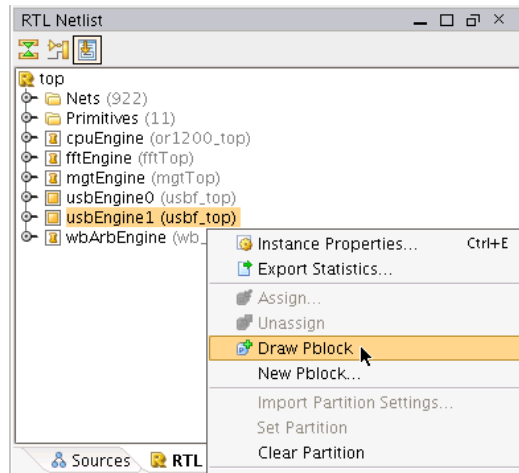 RTL Netlist
top
Nets (922)
Primitives (11)
cpuEngine (or1200_top)
fftEngine (fftTop)
mgtEngine (mgtTop)
usbEngine0 (usbf_top)
usbEngine1 (usbf_top)
wbArbEngine (wb_
Instance Properties... Ctrl+E
Export Statistics...
Assign...
Unassign
Draw Pblock
New Pblock...
Import Partition Settings...
Set Partition
Clear Partition
Sources RTL